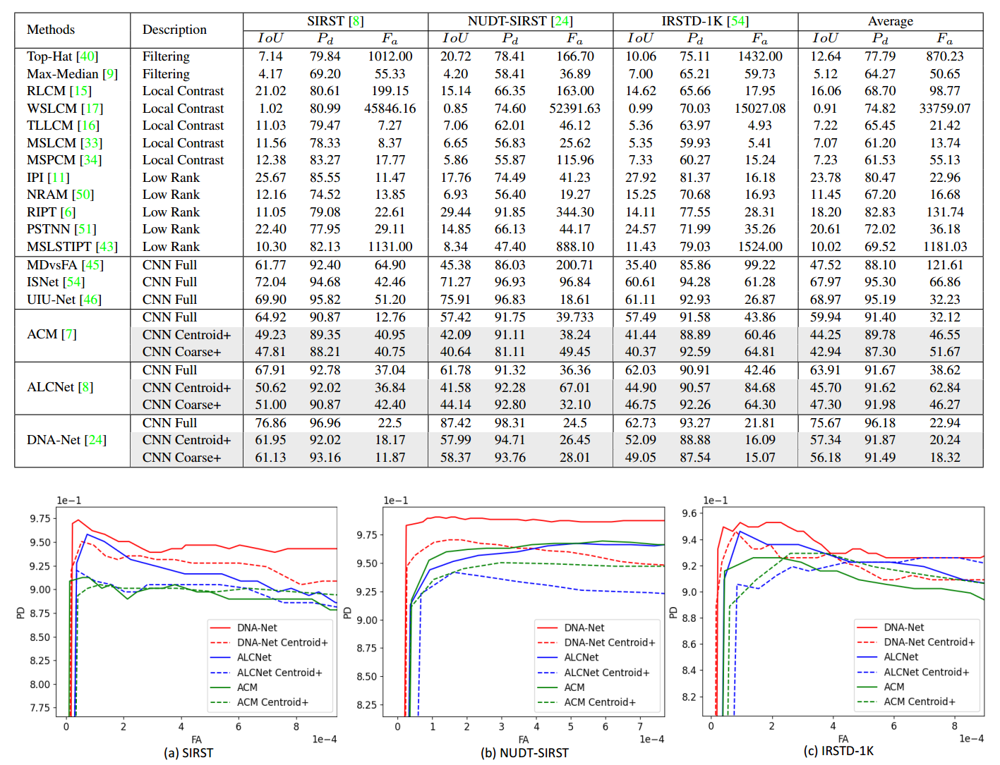 Methods Description SIRST [8] NUDT-SIRST [24] IRSTD-1K [54] Average
IoU Pd Fa IoU Pd Fa IoU Pd Fa IoU Pd Fa
Top-Hat [40] Filtering 7.14 79.84 1012.00 20.72 78.41 166.70 10.06 75.11 1432.00 12.64 77.79 870.23
Max-Median [9] Filtering 4.17 69.20 55.33 4.20 58.41 36.89 7.00 65.21 59.73 5.12 64.27 50.65
RLCM [15] Local Contrast 21.02 80.61 199.15 15.14 66.35 163.00 14.62 65.66 17.95 16.06 68.70 98.77
WSLCM [17] Local Contrast 1.02 80.99 45846.16 0.85 74.60 52391.63 0.99 70.03 15027.08 0.91 74.82 33759.07
TLLCM [16] Local Contrast 11.03 79.47 7.27 7.06 62.01 46.12 5.36 63.97 4.93 7.22 65.45 21.42
MSLCM [33] Local Contrast 11.56 78.33 8.37 6.65 56.83 25.62 5.35 59.93 5.41 7.07 61.20 13.74
MSPCM [34] Local Contrast 12.38 83.27 17.77 5.86 55.87 115.96 7.33 60.27 15.24 7.23 61.53 55.13
IPI [11] Low Rank 25.67 85.55 11.47 17.76 74.49 41.23 27.92 81.37 16.18 23.78 80.47 22.96
NRAM [50] Low Rank 12.16 74.52 13.85 6.93 56.40 19.27 15.25 70.68 16.93 11.45 67.20 16.68
RIPT [6] Low Rank 11.05 79.08 22.61 29.44 91.85 344.30 14.11 77.55 28.31 18.20 82.83 131.74
PSTNN [51] Low Rank 22.40 77.95 29.11 14.85 66.13 44.17 24.57 71.99 35.26 20.61 72.02 36.18
MSLSTIPT [43] Low Rank 10.30 82.13 1131.00 8.34 47.40 888.10 11.43 79.03 1524.00 10.02 69.52 1181.03
MDvsFA [45] CNN Full 61.77 92.40 64.90 45.38 86.03 200.71 35.40 85.86 99.22 47.52 88.10 121.61
ISNet [54] CNN Full 72.04 94.68 42.46 71.27 96.93 96.84 60.61 94.28 61.28 67.97 95.30 66.86
UIU-Net [46] CNN Full 69.90 95.82 51.20 75.91 96.83 18.61 61.11 92.93 26.87 68.97 95.19 32.23
ACM [7] CNN Full 64.92 90.87 12.76 57.42 91.75 39.733 57.49 91.58 43.86 59.94 91.40 32.12
CNN Centroid+ 49.23 89.35 40.95 42.09 91.11 38.24 41.44 88.89 60.46 44.25 89.78 46.55
CNN Coarse+ 47.81 88.21 40.75 40.64 81.11 49.45 40.37 92.59 64.81 42.94 87.30 51.67
ALCNet [8] CNN Full 67.91 92.78 37.04 61.78 91.32 36.36 62.03 90.91 42.46 63.91 91.67 38.62
CNN Centroid+ 50.62 92.02 36.84 41.58 92.28 67.01 44.90 90.57 84.68 45.70 91.62 62.84
CNN Coarse+ 51.00 90.87 42.40 44.14 92.80 32.10 46.75 92.26 64.30 47.30 91.98 46.27
DNA-Net [24] CNN Full 76.86 96.96 22.5 87.42 98.31 24.5 62.73 93.27 21.81 75.67 96.18 22.94
CNN Centroid+ 61.95 92.02 18.17 57.99 94.71 26.45 52.09 88.88 16.09 57.34 91.87 20.24
CNN Coarse+ 61.13 93.16 11.87 58.37 93.76 28.01 49.05 87.54 15.07 56.18 91.49 18.32
1e−1
9.75
9.50
9.25
9.00
8.75
8.50
8.25
8.00
7.75
PD
DNA-Net
DNA-Net Centroid+
ALCNet
ALCNet Centroid+
ACM
ACM Centroid+
0 2 4 6 8
1e−4
FA
(a) SIRST
1e−1
9.75
9.50
9.25
9.00
8.75
8.50
8.25
PD
DNA-Net
DNA-Net Centroid+
ALCNet
ALCNet Centroid+
ACM
ACM Centroid+
0 1 2 3 4 5 6 7
1e−4
FA
(b) NUDT-SIRST
1e−1
9.6
9.4
9.2
9.0
8.8
8.6
8.4
8.2
PD
DNA-Net
DNA-Net Centroid+
ALCNet
ALCNet Centroid+
ACM
ACM Centroid+
0 2 4 6 8
1e−4
FA
(c) IRSTD-1K